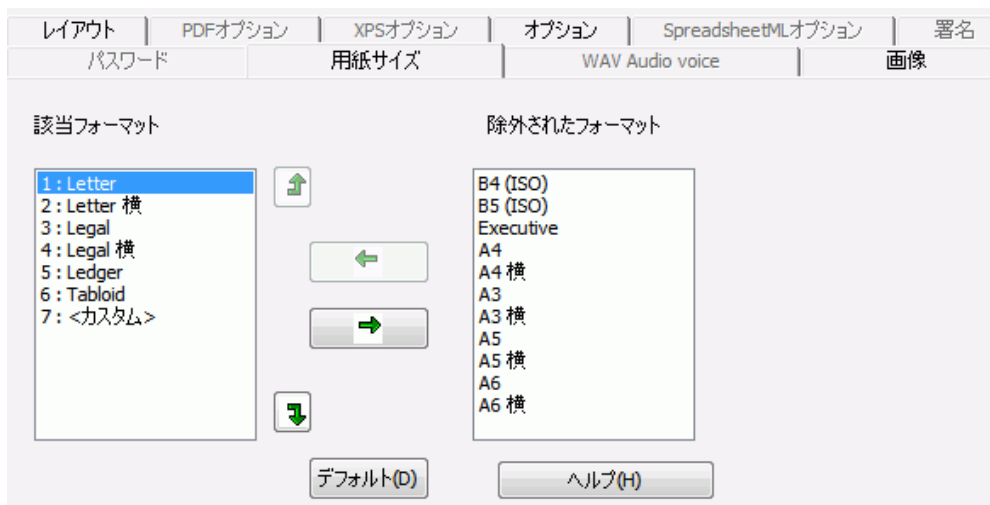 レイアウト PDFオプション XPSオプション オプション SpreadsheetMLオプション 署名
パスワード 用紙サイズ WAV Audio voice 画像
該当フォーマット 除外されたフォーマット
1 : Letter
2 : Letter 横
3 : Legal
4 : Legal 横
5 : Ledger
6 : Tabloid
7 : <カスタム>
B4 (ISO)
B5 (ISO)
Executive
A4
A4 横
A3
A3 横
A5
A5 横
A6
A6 横
デフォルト(D) ヘルプ(H)